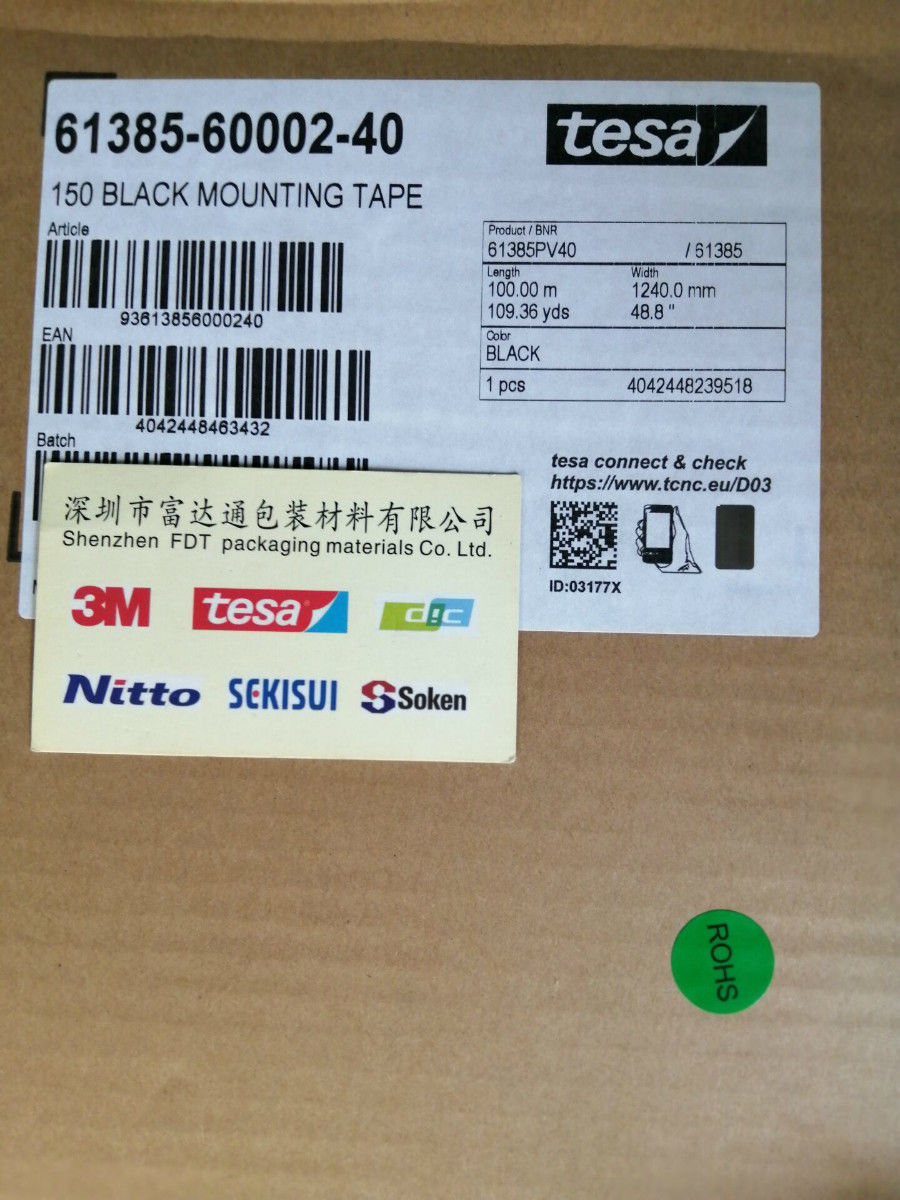 61385-60002-40
tesa
150 BLACK MOUNTING TAPE
Article
93613856000240
EAN
4042448463432
Batch
Product / BNR
61385PV40 / 61385
Length Width
100.00 m 1240.0 mm
109.36 yds 48.8 "
Color
BLACK
1 pcs 4042448239518
tesa connect & check
https://www.tcnc.eu/D03
ID:03177X
深圳市富达通包装材料有限公司
Shenzhen FDT packaging materials Co. Ltd.
3M tesa dic
Nitto SEKISUI Soken
ROHS